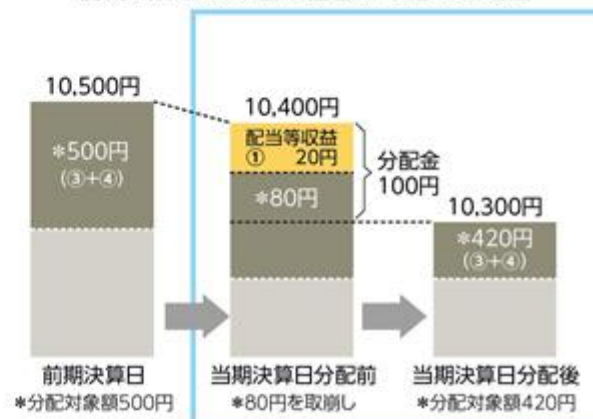 10,500円
*500円
(③+④)
10,400円
配当等収益
① 20円
*80円
分配金
100円
10,300円
*420円
(③+④)
前期決算日
*分配対象額500円
当期決算日分配前
*80円を取崩し
当期決算日分配後
*分配対象額420円